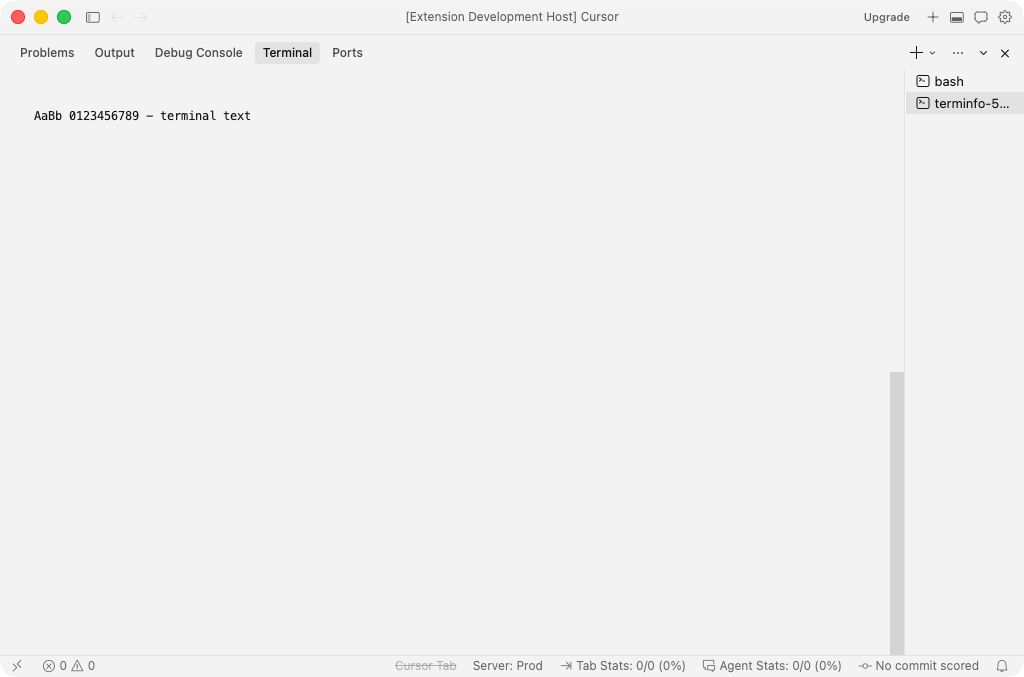 [Extension Development Host] Cursor
Upgrade
Problems Output Debug Console Terminal Ports
bash
terminfo-5...
AaBb 0123456789 — terminal text
0 0 Cursor Tab Server: Prod Tab Stats: 0/0 (0%) Agent Stats: 0/0 (0%) No commit scored